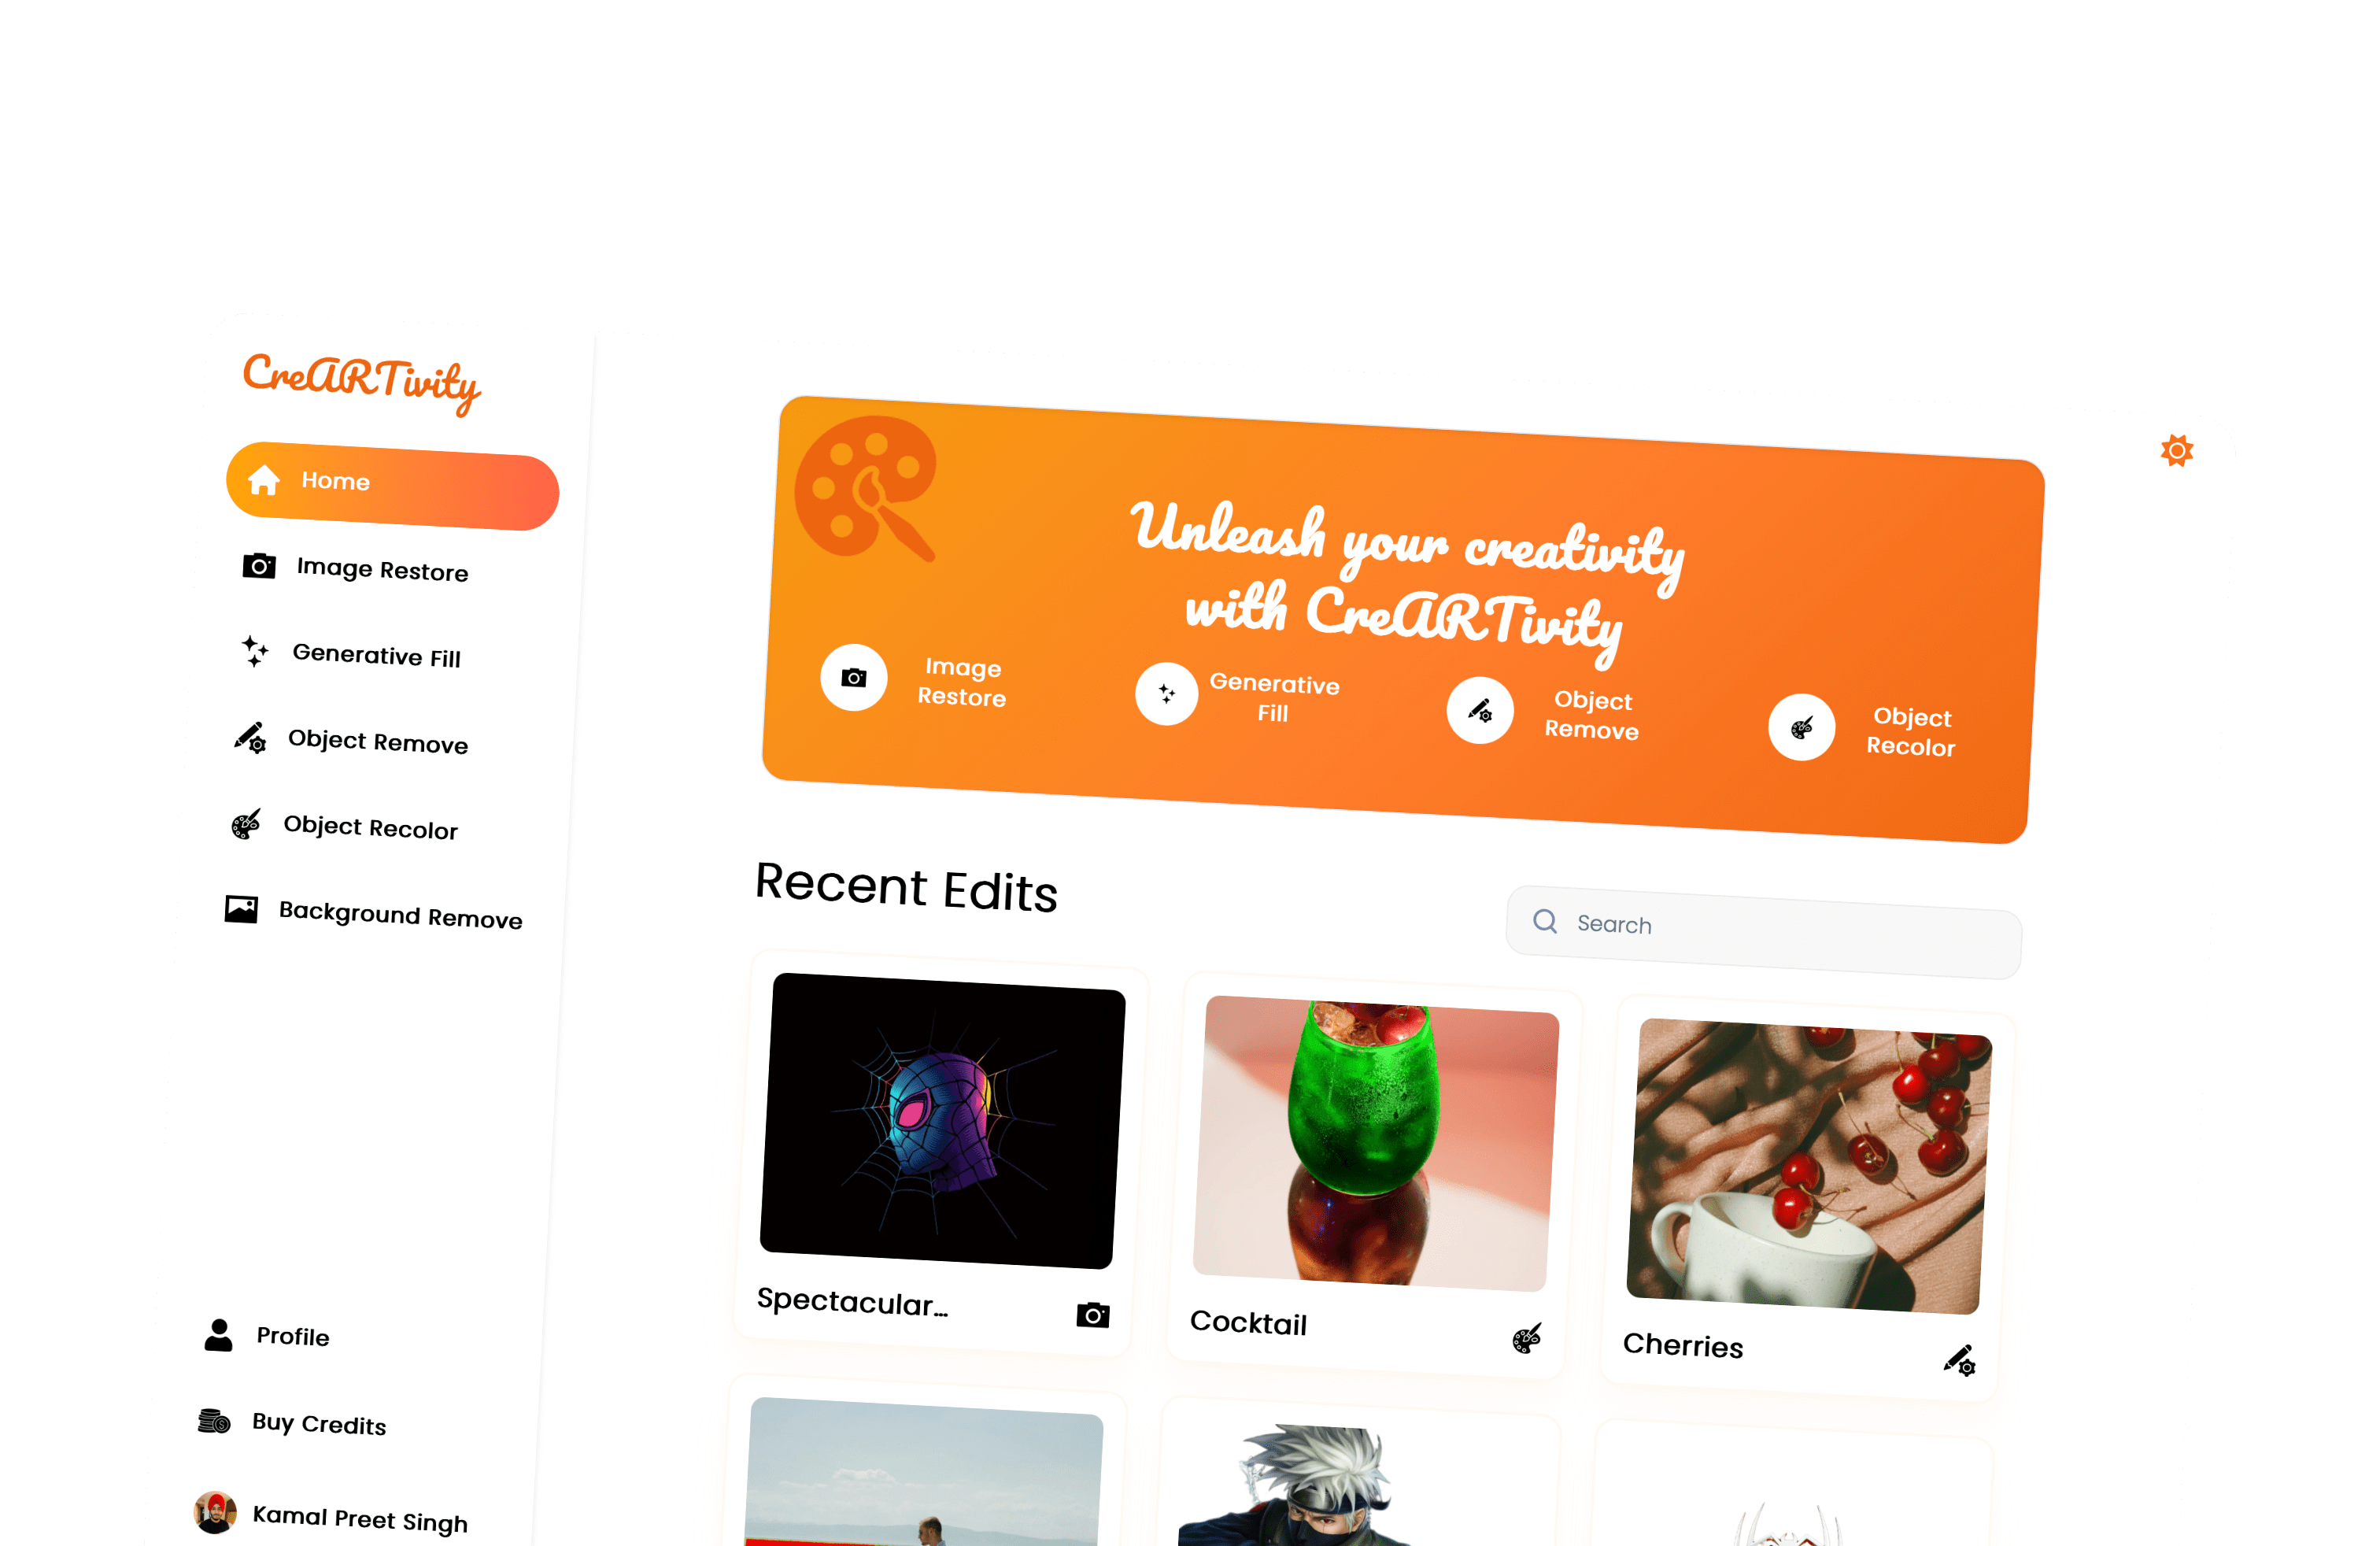 CreARTivity
Home
Image Restore
Generative Fill
Object Remove
Object Recolor
Background Remove
Profile
Buy Credits
Kamal Preet Singh
Unleash your creativity
with CreARTivity
Image
Restore
Generative
Fill
Object
Remove
Object
Recolor
Recent Edits
Search
Spectacular...
Cocktail
Cherries